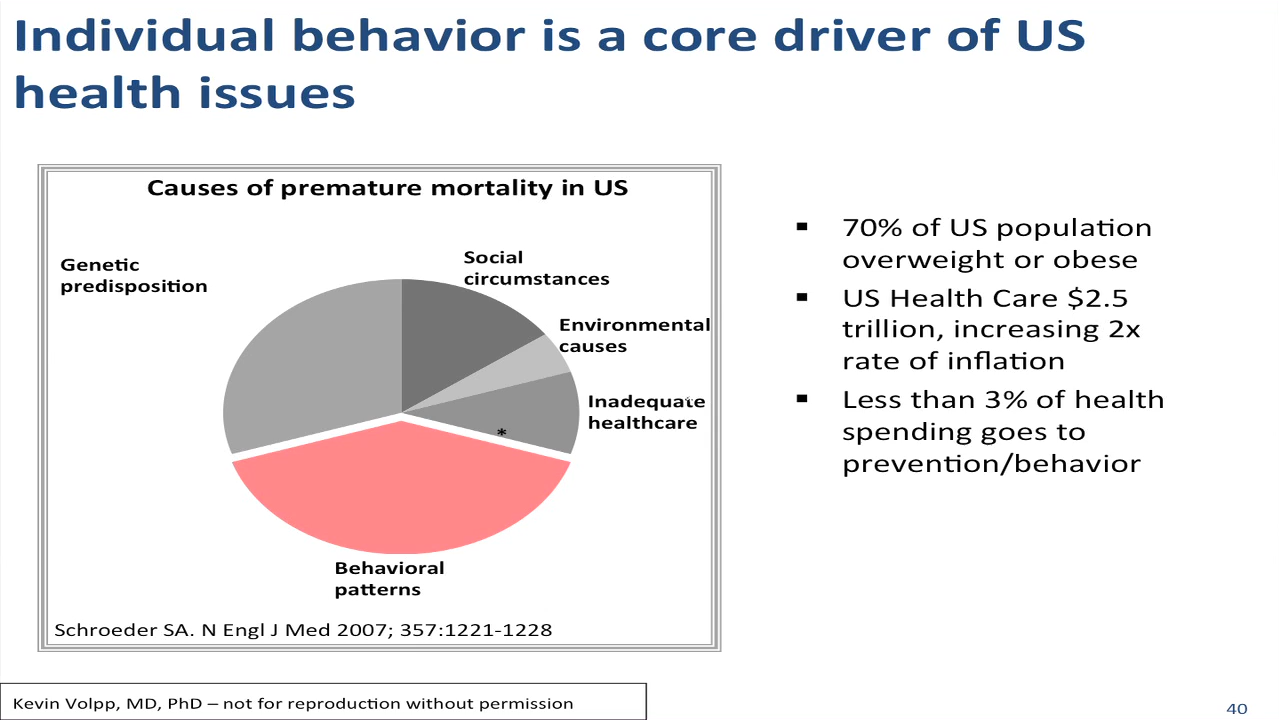 Individual behavior is a core driver of US
health issues
Causes of premature mortality in US
Genetic
predisposition
Social
circumstances
Environmental
causes
Inadequate
healthcare
*
Behavioral
patterns
Schroeder SA. N Engl J Med 2007; 357:1221-1228
▪ 70% of US population
overweight or obese
▪ US Health Care $2.5
trillion, increasing 2x
rate of inflation
▪ Less than 3% of health
spending goes to
prevention/behavior
Kevin Volpp, MD, PhD – not for reproduction without permission
40